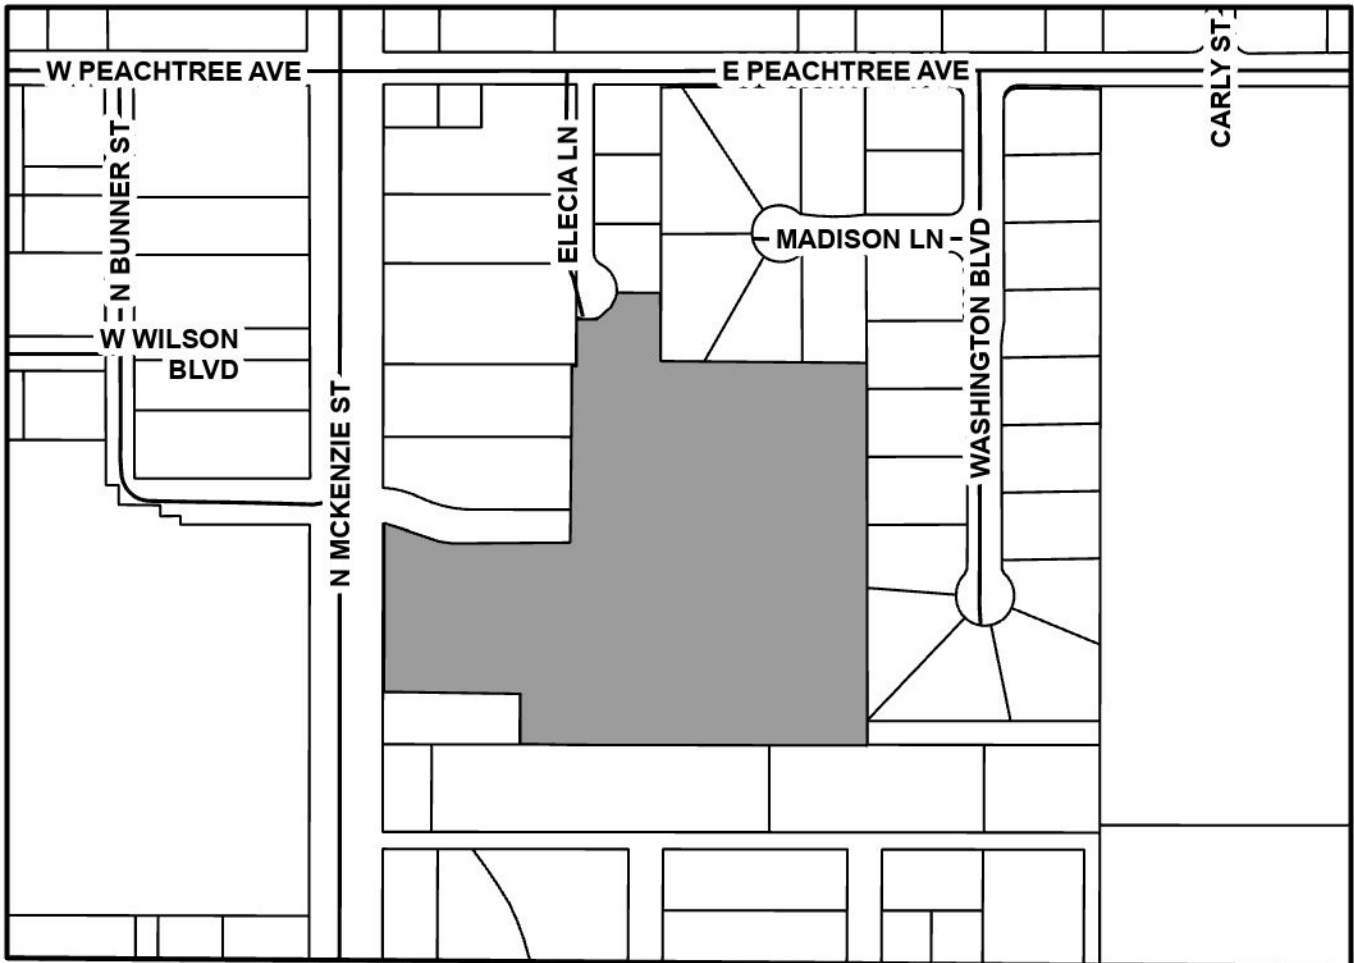 W PEACHTREE AVE
E PEACHTREE AVE
CARLY ST
N BUNNER ST
ELECIA LN
MADISON LN
WASHINGTON BLVD
W WILSON
BLVD
N MCKENZIE ST